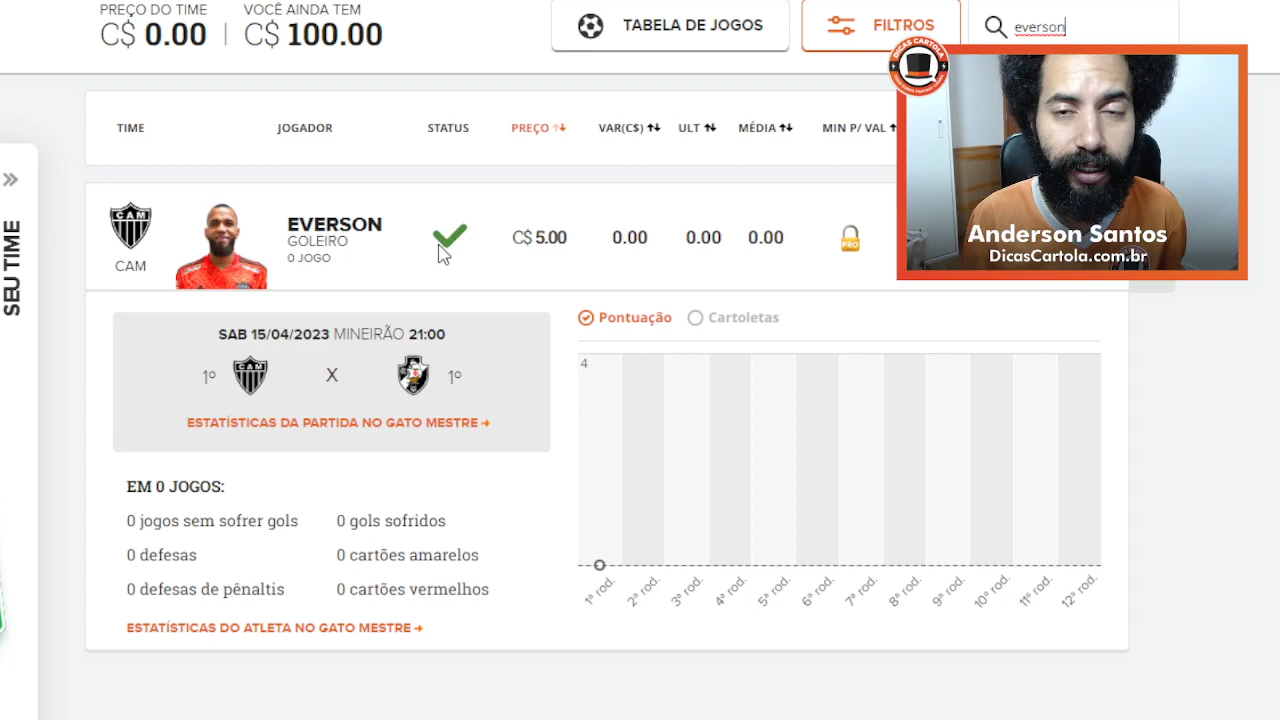 PREÇO DO TIME
C$ 0.00
VOCÊ AINDA TEM
C$ 100.00
TABELA DE JOGOS
FILTROS
everson
TIME JOGADOR STATUS PREÇO VAR(C$) ULT MÉDIA MIN P/ VAL
DICAS CARTOLA
CAM
CAM
EVERSON
GOLEIRO
0 JOGO
C$ 5.00 0.00 0.00 0.00
PRO
Anderson Santos
DicasCartola.com.br
SEU TIME
SAB 15/04/2023 MINEIRÃO 21:00
1º CAM X 1º
ESTATÍSTICAS DA PARTIDA NO GATO MESTRE
Pontuação Cartoletas
4
EM 0 JOGOS:
0 jogos sem sofrer gols 0 gols sofridos
0 defesas 0 cartões amarelos
0 defesas de pênaltis 0 cartões vermelhos
ESTATÍSTICAS DO ATLETA NO GATO MESTRE
1ª rod. 2ª rod. 3ª rod. 4ª rod. 5ª rod. 6ª rod. 7ª rod. 8ª rod. 9ª rod. 10ª rod. 11ª rod. 12ª rod.